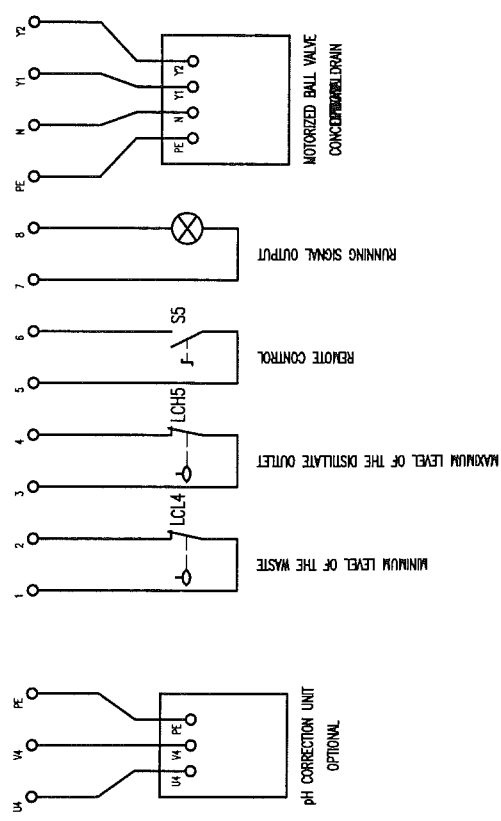 Y2
Y1
N
PE
Y2
Y1
N
PE
MOTORIZED BALL VALVE
8
7
RUNNING SIGNAL OUTPUT
6
5
S5
REMOTE CONTROL
4
3
LCH5
MAXIMUM LEVEL OF THE DISTILLATE OUTLET
2
1
LCL4
MINIMUM LEVEL OF THE WASTE
PE
V4
U4
PE
V4
U4
pH CORRECTION UNIT
OPTIONAL